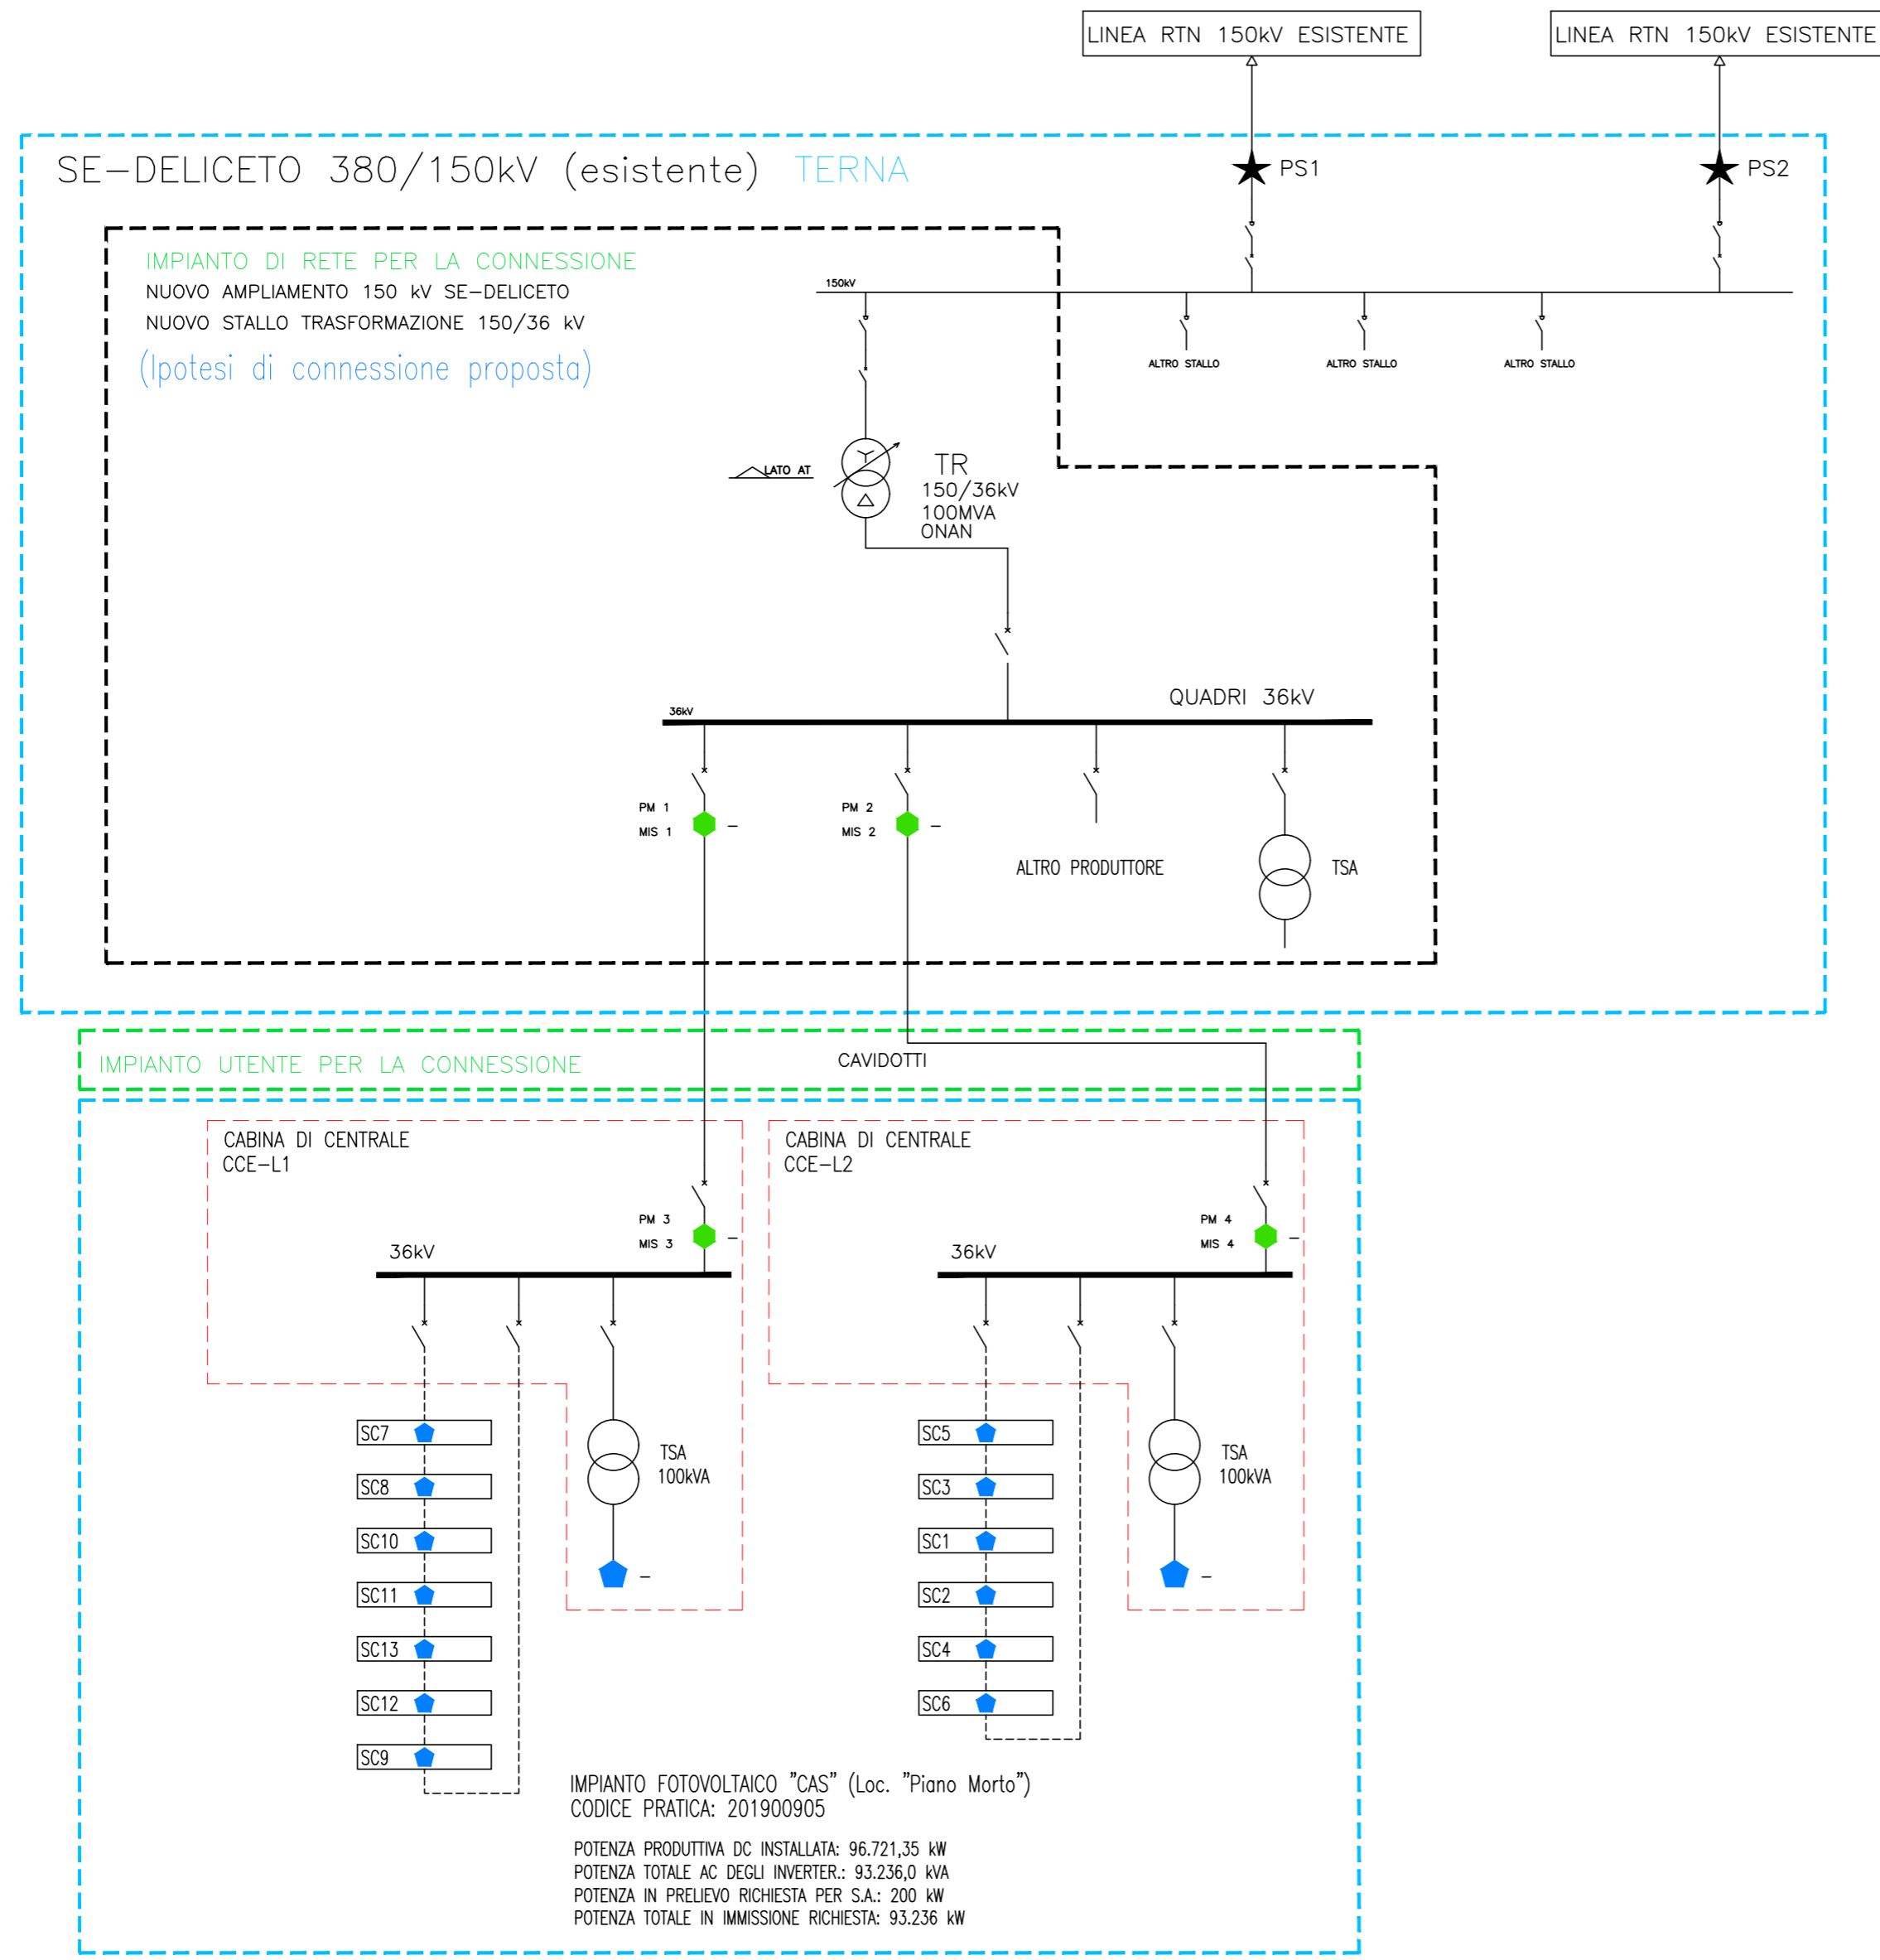 LINEA RTN 150kV ESISTENTE
LINEA RTN 150kV ESISTENTE
SE-DELICETO 380/150kV (esistente) TERNA
PS1
PS2
IMPIANTO DI RETE PER LA CONNESSIONE
NUOVO AMPLIAMENTO 150 kV SE-DELICETO
NUOVO STALLO TRASFORMAZIONE 150/36 kV
(Ipotesi di connessione proposta)
150kV
ALTRO STALLO
ALTRO STALLO
ALTRO STALLO
LATO AT
TR
150/36kV
100MVA
ONAN
QUADRI 36kV
36kV
PM 1
MIS 1
PM 2
MIS 2
ALTRO PRODUTTORE
TSA
IMPIANTO UTENTE PER LA CONNESSIONE
CAVIDOTTI
CABINA DI CENTRALE
CCE-L1
PM 3
MIS 3
36kV
SC7
SC8
SC10
SC11
SC13
SC12
SC9
TSA
100kVA
CABINA DI CENTRALE
CCE-L2
PM 4
MIS 4
36kV
SC5
SC3
SC1
SC2
SC4
SC6
TSA
100kVA
IMPIANTO FOTOVOLTAICO "CAS" (Loc. "Piano Morto")
CODICE PRATICA: 201900905
POTENZA PRODUTTIVA DC INSTALLATA: 96.721,35 kW
POTENZA TOTALE AC DEGLI INVERTER.: 93.236,0 kVA
POTENZA IN PRELIEVO RICHIESTA PER S.A.: 200 kW
POTENZA TOTALE IN IMMISSIONE RICHIESTA: 93.236 kW